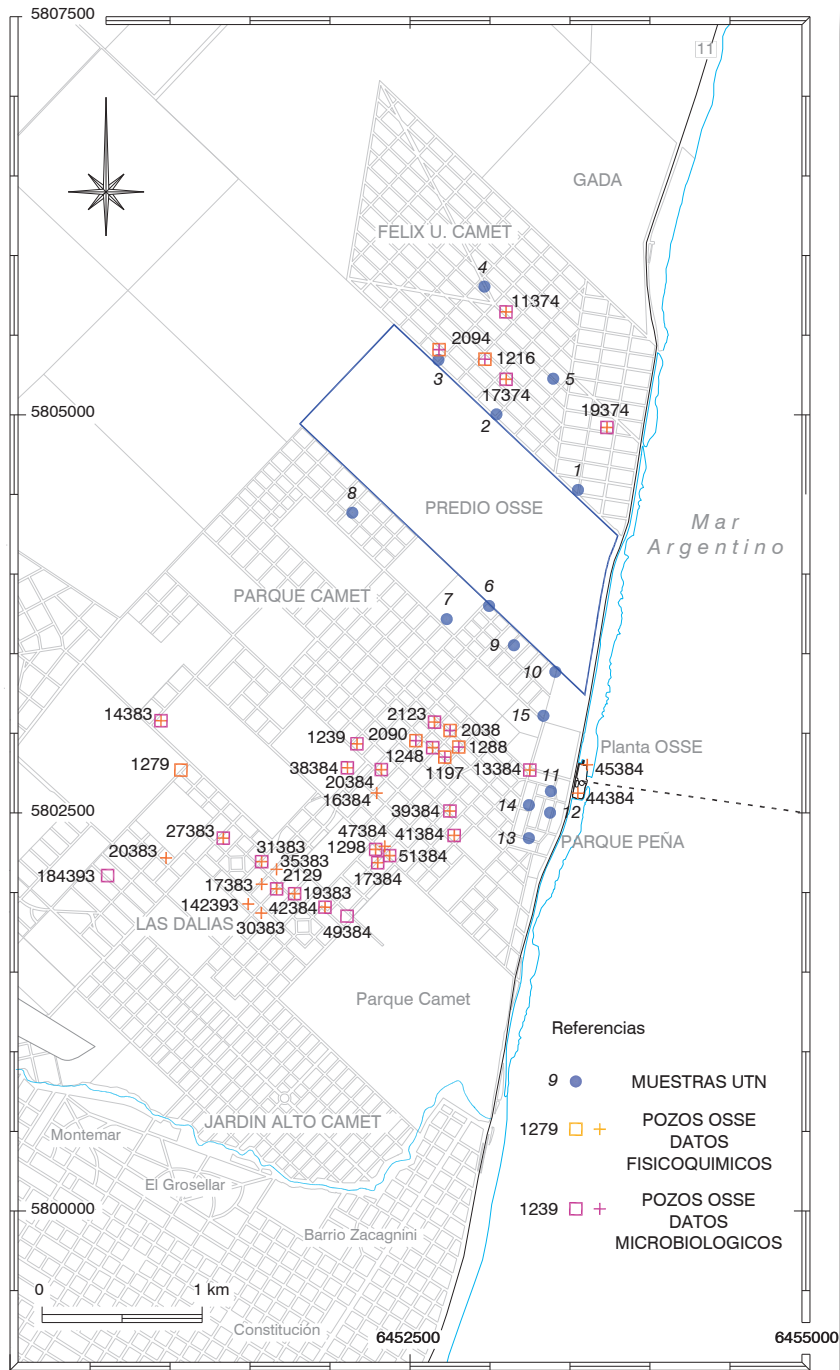 5807500
11
GADA
FELIX U. CAMET
4
11374
2094
1216
3
5
17374
2
19374
5805000
1
8
PREDIO OSSE
Mar
Argentino
PARQUE CAMET
6
7
9
10
14383
2123
15
2038
1239
2090
1288
1248
Planta OSSE
1279
38384
1197
13384
45384
20384
16384
11
44384
5802500
39384
14
12
27383
47384
41384
13
PARQUE PEÑA
1298
20383
31383
51384
35383
184393
17384
2129
17383
19383
142393
42384
LAS DALIAS
30383
49384
Parque Camet
Referencias
9 MUESTRAS UTN
JARDIN ALTO CAMET
Montemar
1279 POZOS OSSE
DATOS
FISICOQUIMICOS
El Grosellar
5800000
1239 POZOS OSSE
DATOS
MICROBIOLOGICOS
Barrio Zacagnini
0 1 km
Constitución
6452500
6455000